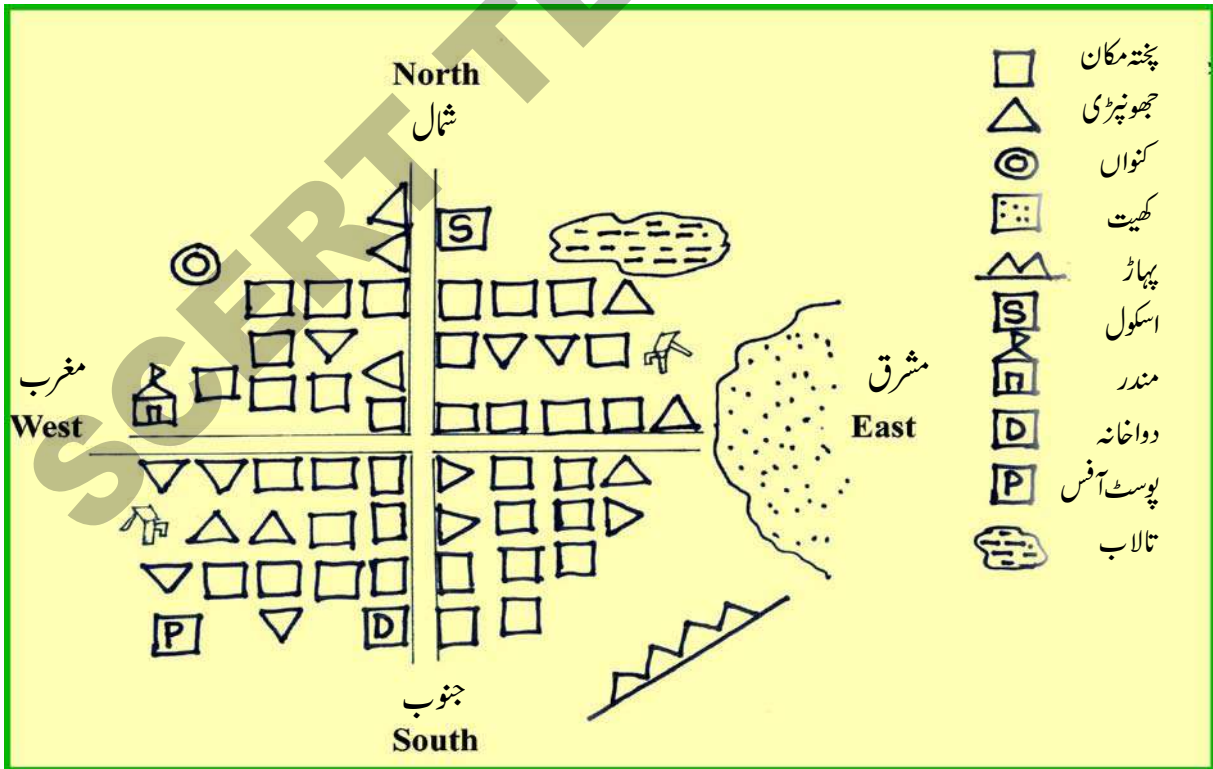 North
شمال
مغرب
West
مشرق
East
جنوب
South
S
D
P
پختہ مکان
جھونپڑی
کنواں
کھیت
پہاڑ
S
اسکول
مندر
D
دواخانہ
P
پوسٹ آفس
تالاب
SCERT TE